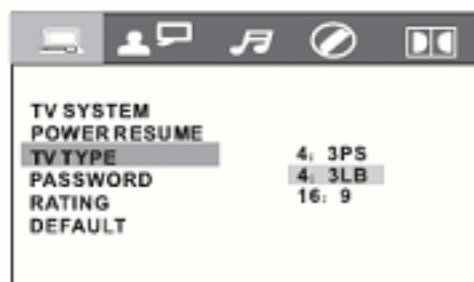 TV SYSTEM
POWER RESUME
TV TYPE
PASSWORD
RATING
DEFAULT
4: 3PS
4: 3LB
16: 9